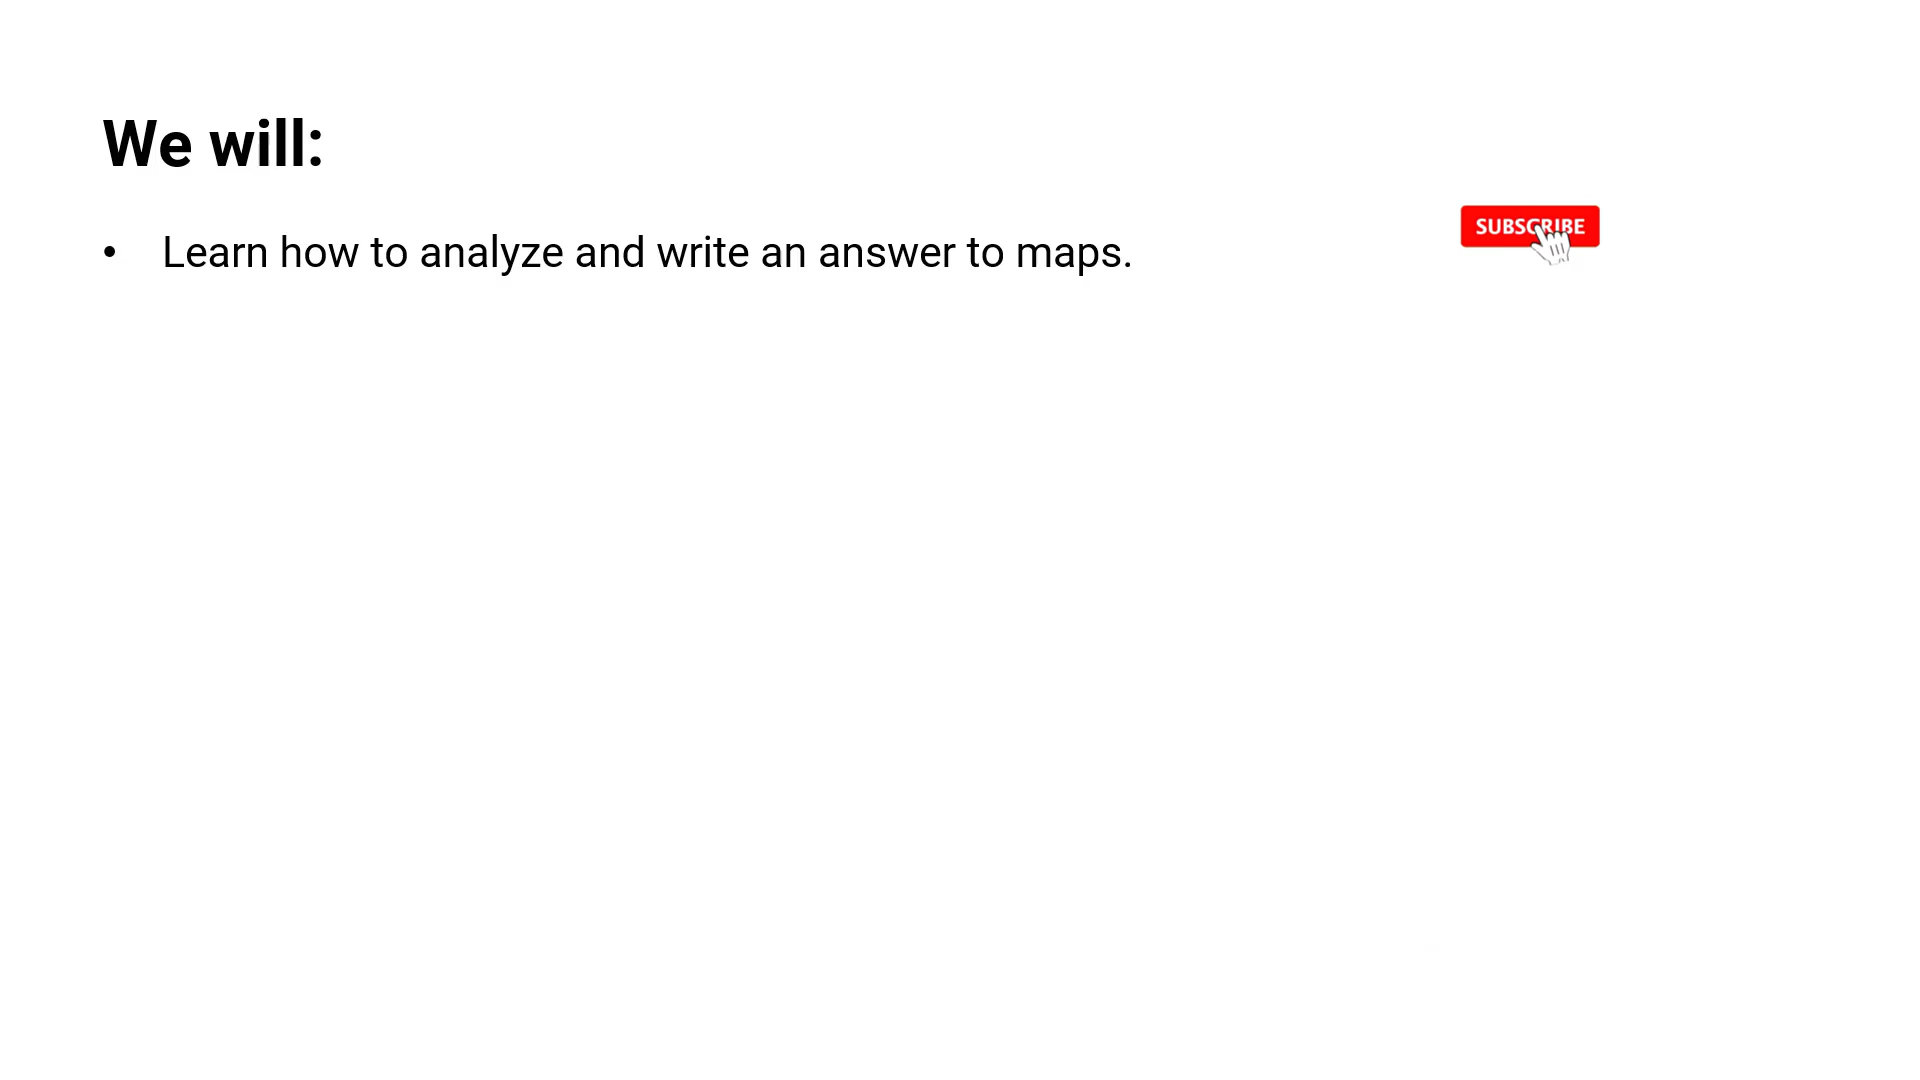 We will:
• Learn how to analyze and write an answer to maps.
SUBSCRIBE